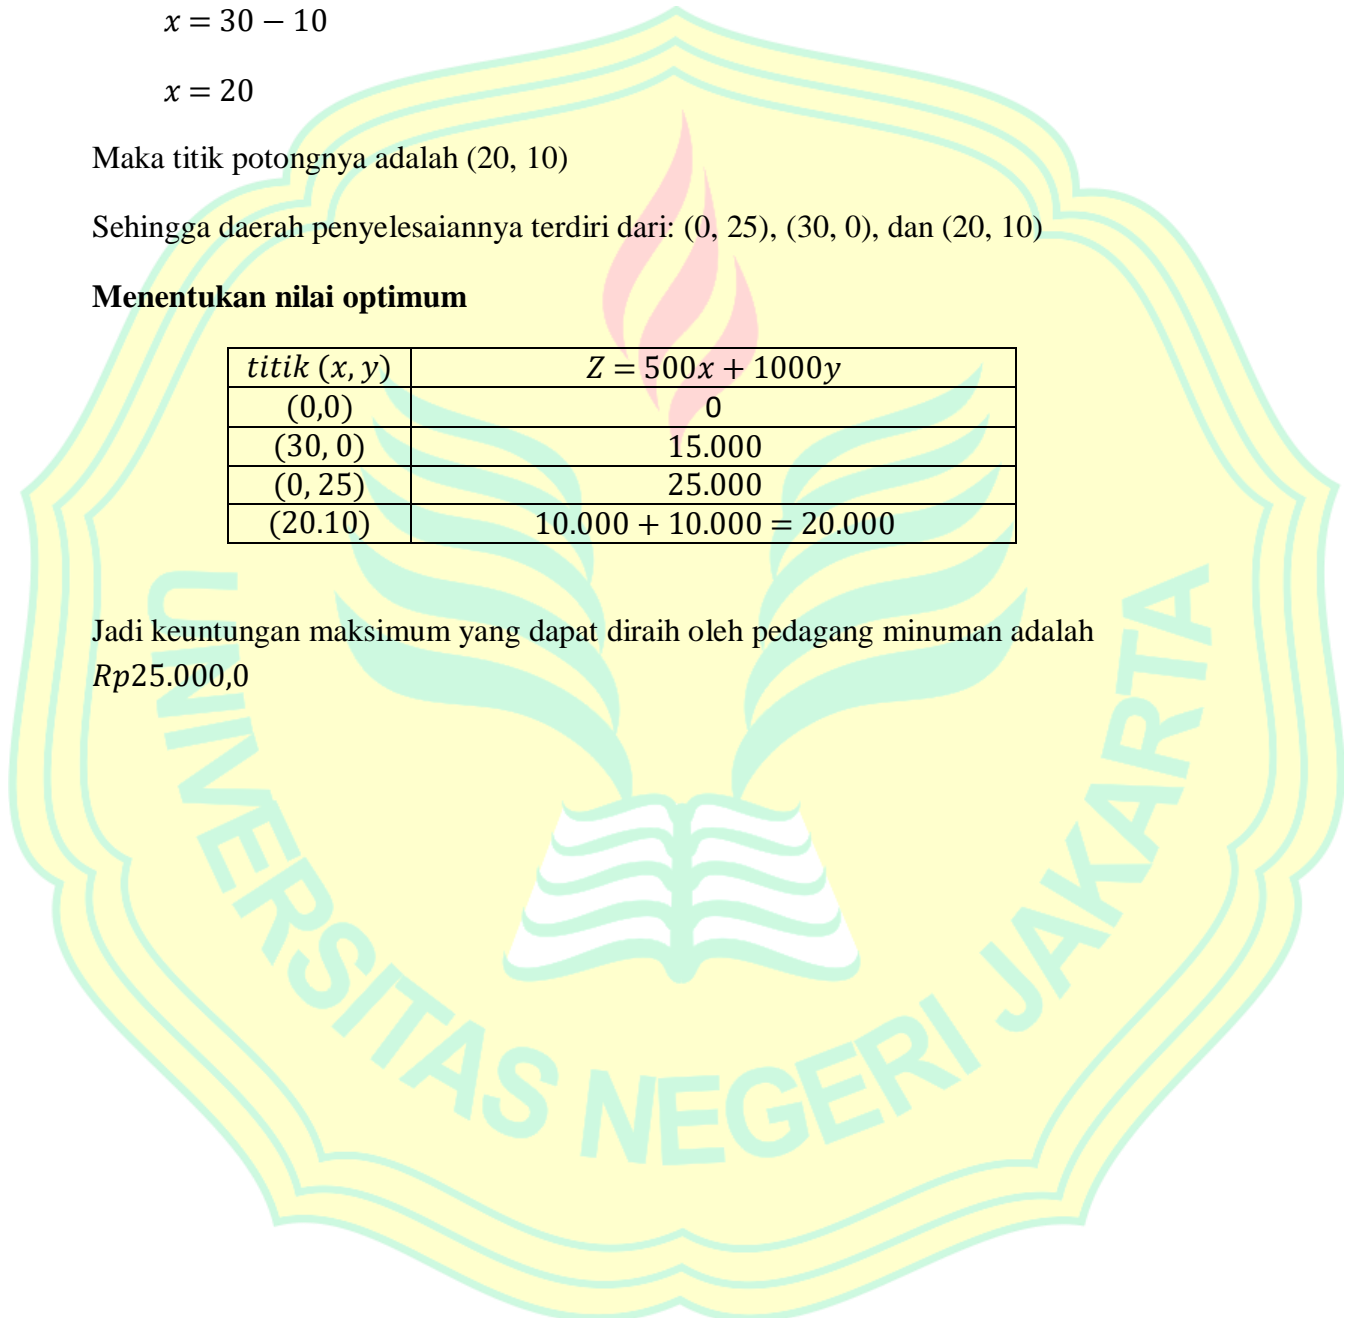 x = 30 − 10
x = 20
Maka titik potongnya adalah (20, 10)
Sehingga daerah penyelesaiannya terdiri dari: (0, 25), (30, 0), dan (20, 10)
Menentukan nilai optimum
titik (x, y) Z = 500x + 1000y
(0,0) 0
(30, 0) 15.000
(0, 25) 25.000
(20.10) 10.000 + 10.000 = 20.000
Jadi keuntungan maksimum yang dapat diraih oleh pedagang minuman adalah
Rp25.000,0
UNIVERSITAS NEGERI JAKARTA